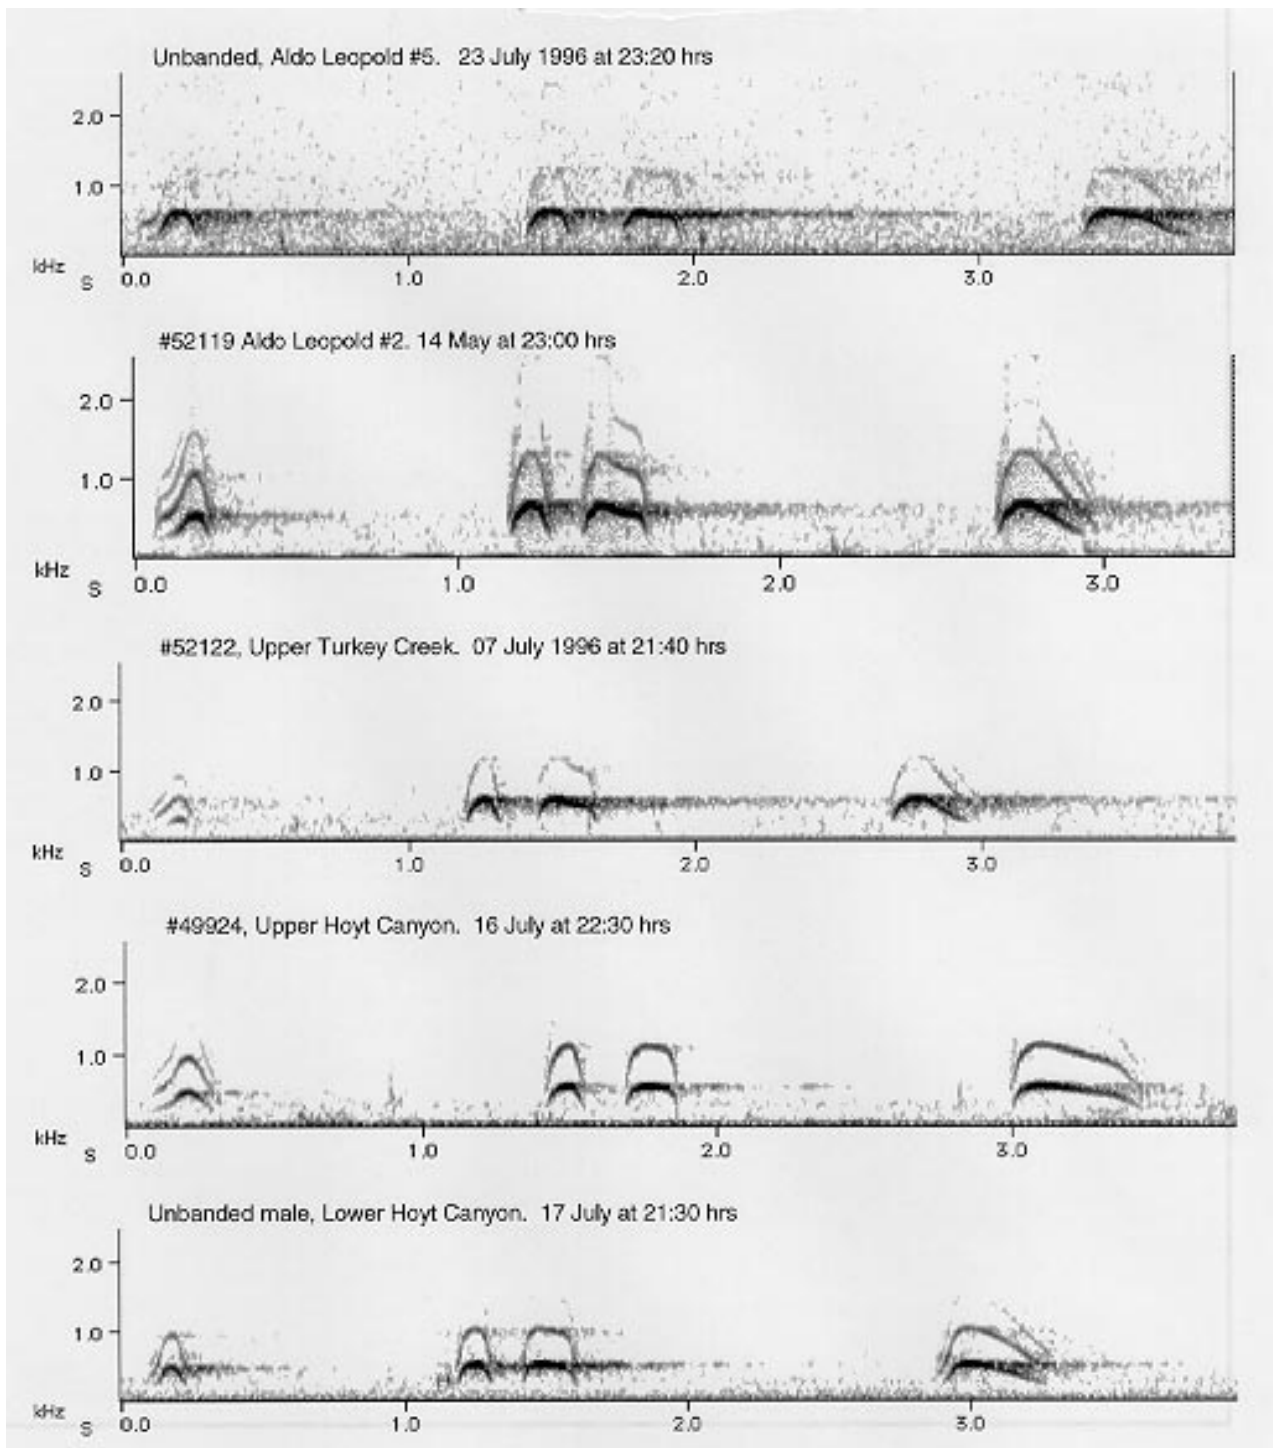 Unbanded, Aldo Leopold #5. 23 July 1996 at 23:20 hrs
2.0
1.0
kHz
S 0.0 1.0 2.0 3.0
#52119 Aldo Leopold #2. 14 May at 23:00 hrs
2.0
1.0
kHz
S 0.0 1.0 2.0 3.0
#52122, Upper Turkey Creek. 07 July 1996 at 21:40 hrs
2.0
1.0
kHz
S 0.0 1.0 2.0 3.0
#49924, Upper Hoyt Canyon. 16 July at 22:30 hrs
2.0
1.0
kHz
S 0.0 1.0 2.0 3.0
Unbanded male, Lower Hoyt Canyon. 17 July at 21:30 hrs
2.0
1.0
kHz
S 0.0 1.0 2.0 3.0